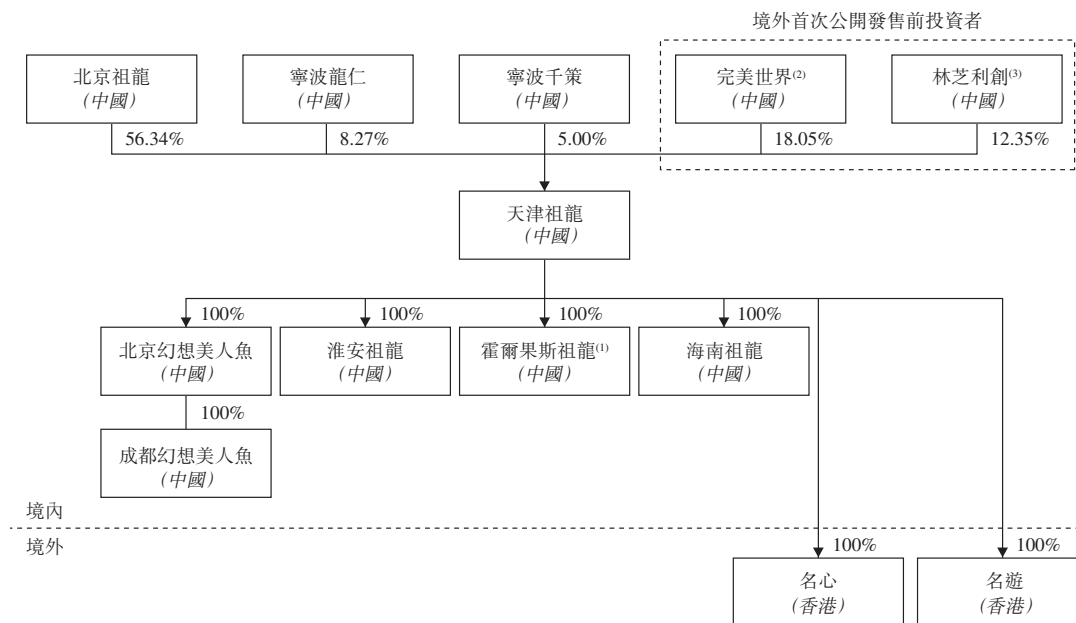 境外首次公開發售前投資者
北京祖龍
(中國)
寧波龍仁
(中國)
寧波千策
(中國)
完美世界(2)
(中國)
林芝利創(3)
(中國)
56.34%
8.27%
5.00%
18.05%
12.35%
天津祖龍
(中國)
100%
100%
100%
100%
北京幻想美人魚
(中國)
淮安祖龍
(中國)
霍爾果斯祖龍(1)
(中國)
海南祖龍
(中國)
100%
成都幻想美人魚
(中國)
境內
境外
100%
100%
名心
(香港)
名遊
(香港)